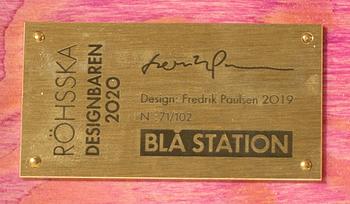 RÖHSSKA
DESIGNBAREN
2020
Design: Fredrik Paulsen 2019
N 71/102
BLÅ STATION